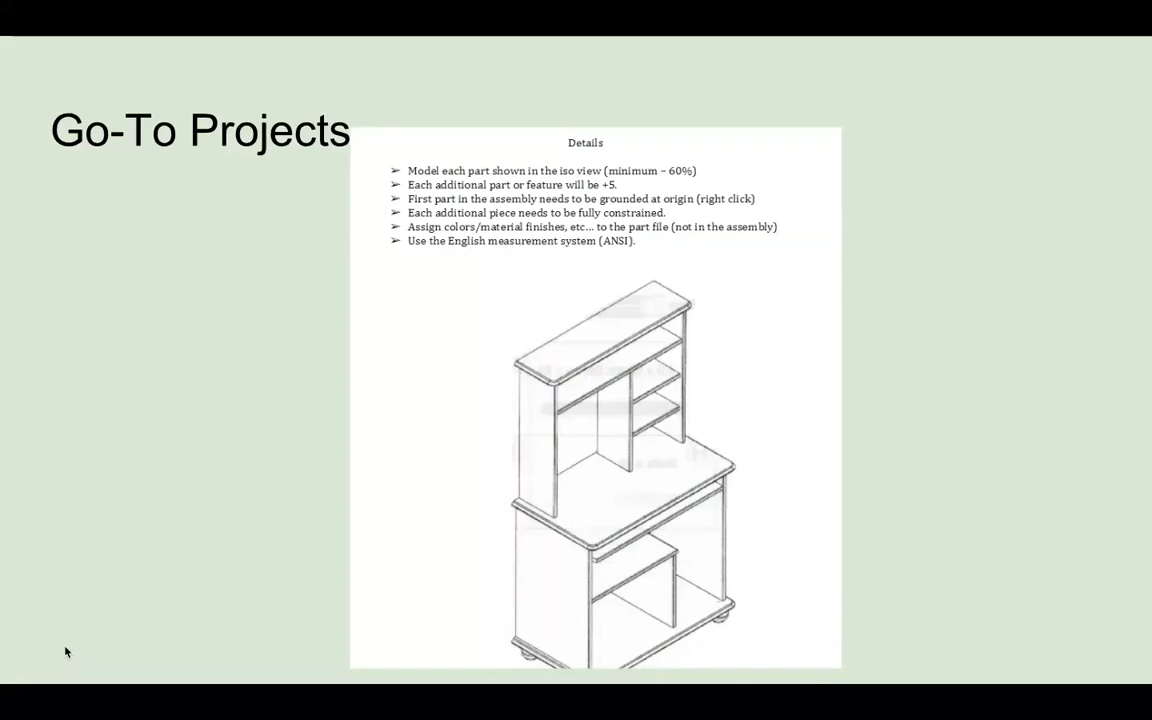 Go-To Projects
Details
➢ Model each part shown in the iso view (minimum – 60%)
➢ Each additional part or feature will be +5.
➢ First part in the assembly needs to be grounded at origin (right click)
➢ Each additional piece needs to be fully constrained.
➢ Assign colors/material finishes, etc... to the part file (not in the assembly)
➢ Use the English measurement system (ANSI).